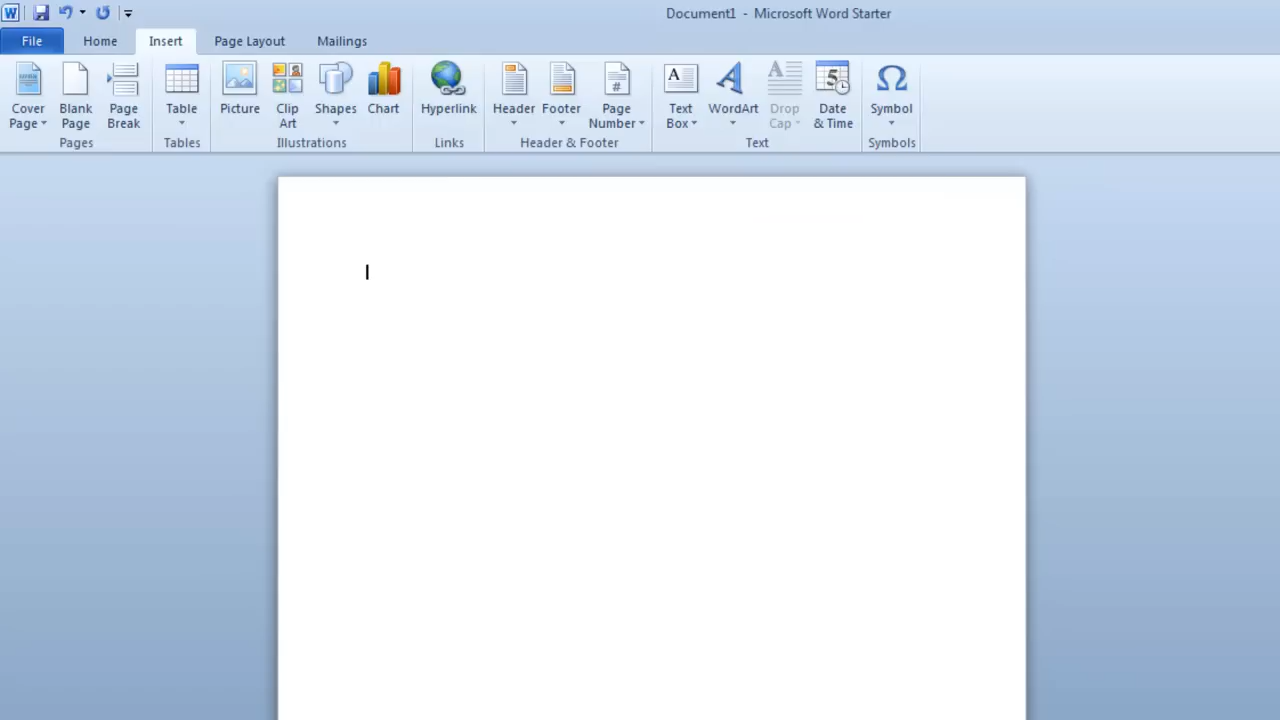 Document1 - Microsoft Word Starter
File Home Insert Page Layout Mailings
Cover Page Blank Page Page Break Table Picture Clip Art Shapes Chart Hyperlink Header Footer Page Number Text Box WordArt Drop Cap Date & Time Symbol
Pages Tables Illustrations Links Header & Footer Text Symbols